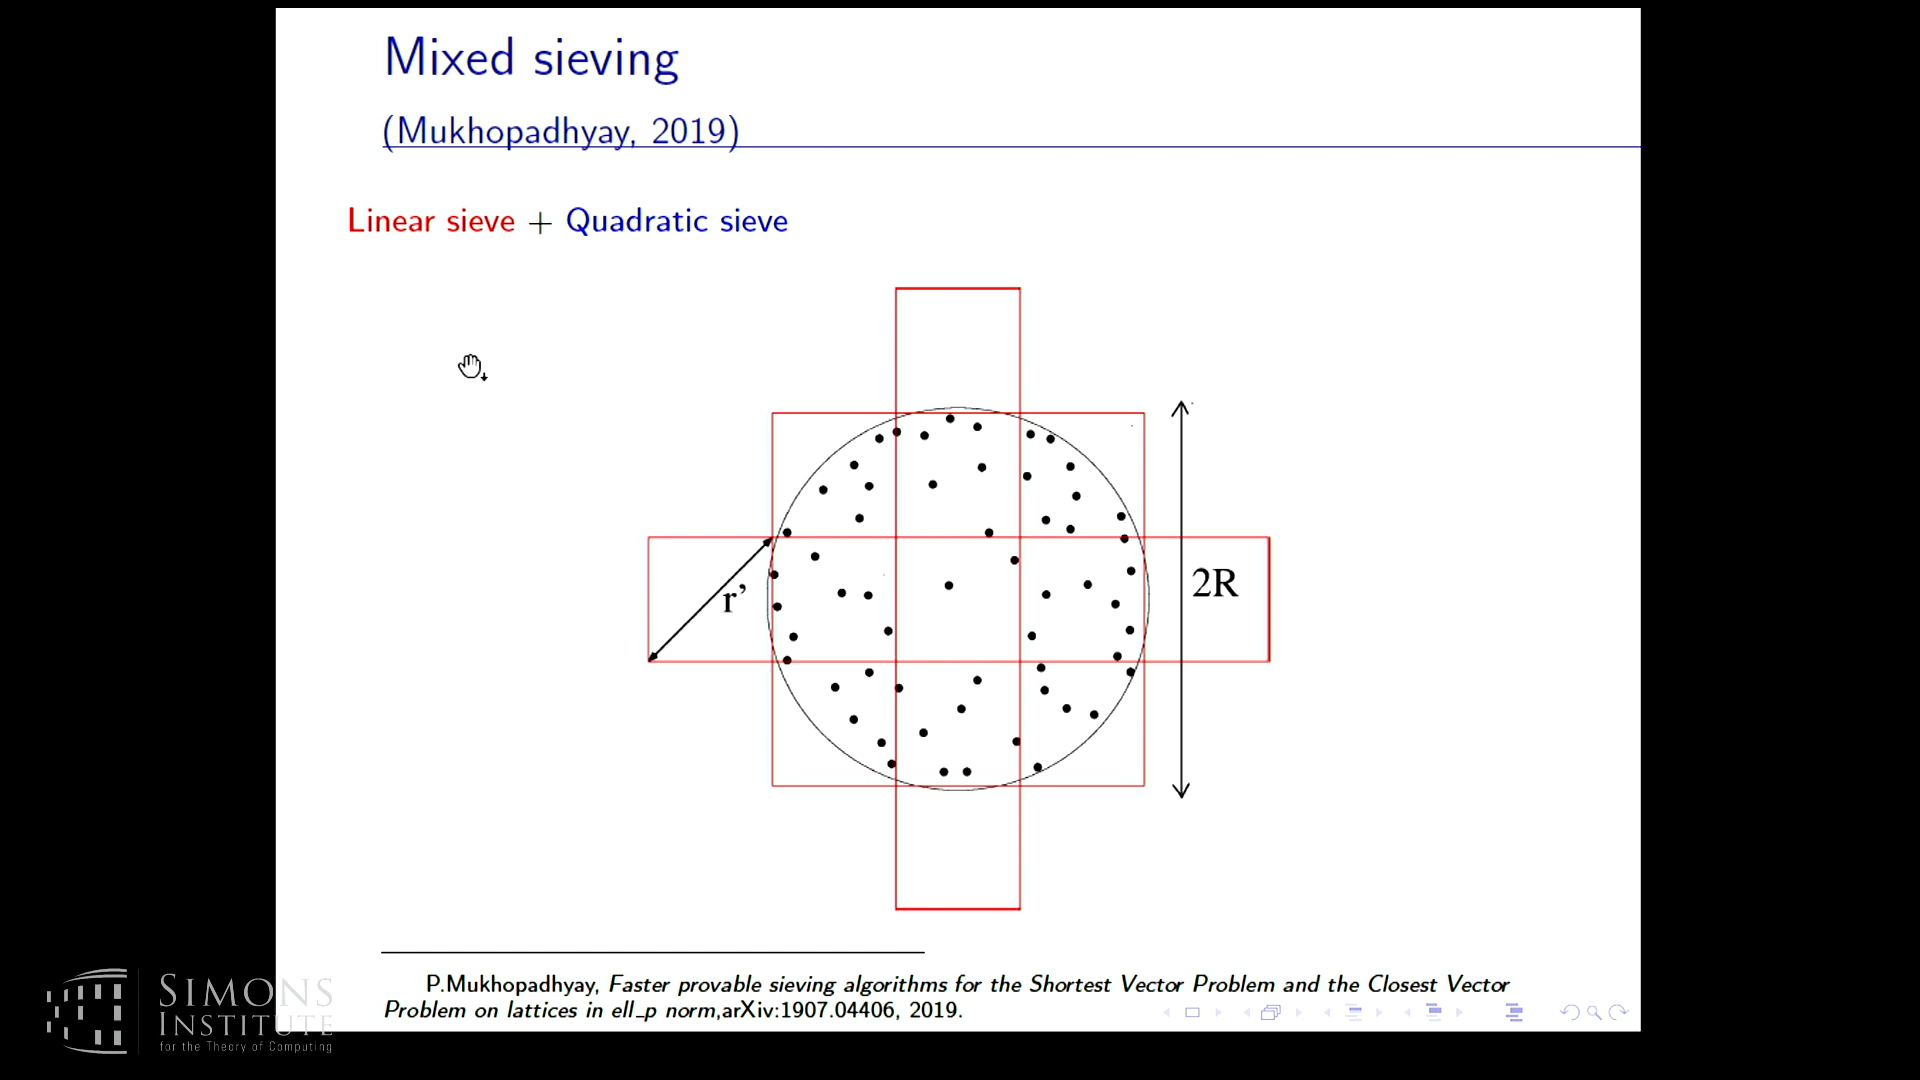 Mixed sieving
(Mukhopadhyay, 2019)
Linear sieve + Quadratic sieve
r’
2R
P.Mukhopadhyay, Faster provable sieving algorithms for the Shortest Vector Problem and the Closest Vector
Problem on lattices in ell_p norm,arXiv:1907.04406, 2019.
SIMONS
INSTITUTE
for the Theory of Computing